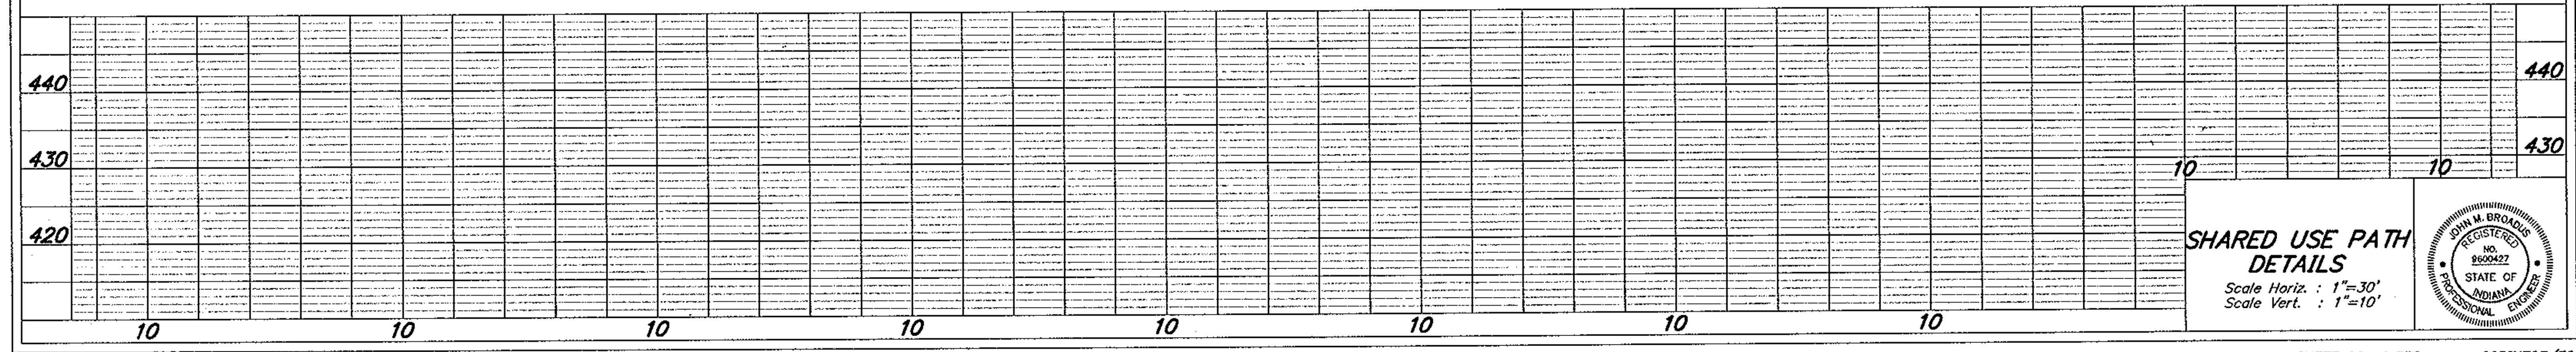 440
440
430
430
10 10
420
SHARED USE PATH
DETAILS
Scale Horiz. : 1"=30'
Scale Vert. : 1"=10'
JOHN M. BROADUS
REGISTERED
NO.
9600427
STATE OF
INDIANA
PROFESSIONAL ENGINEER
10 10 10 10 10 10 10 10